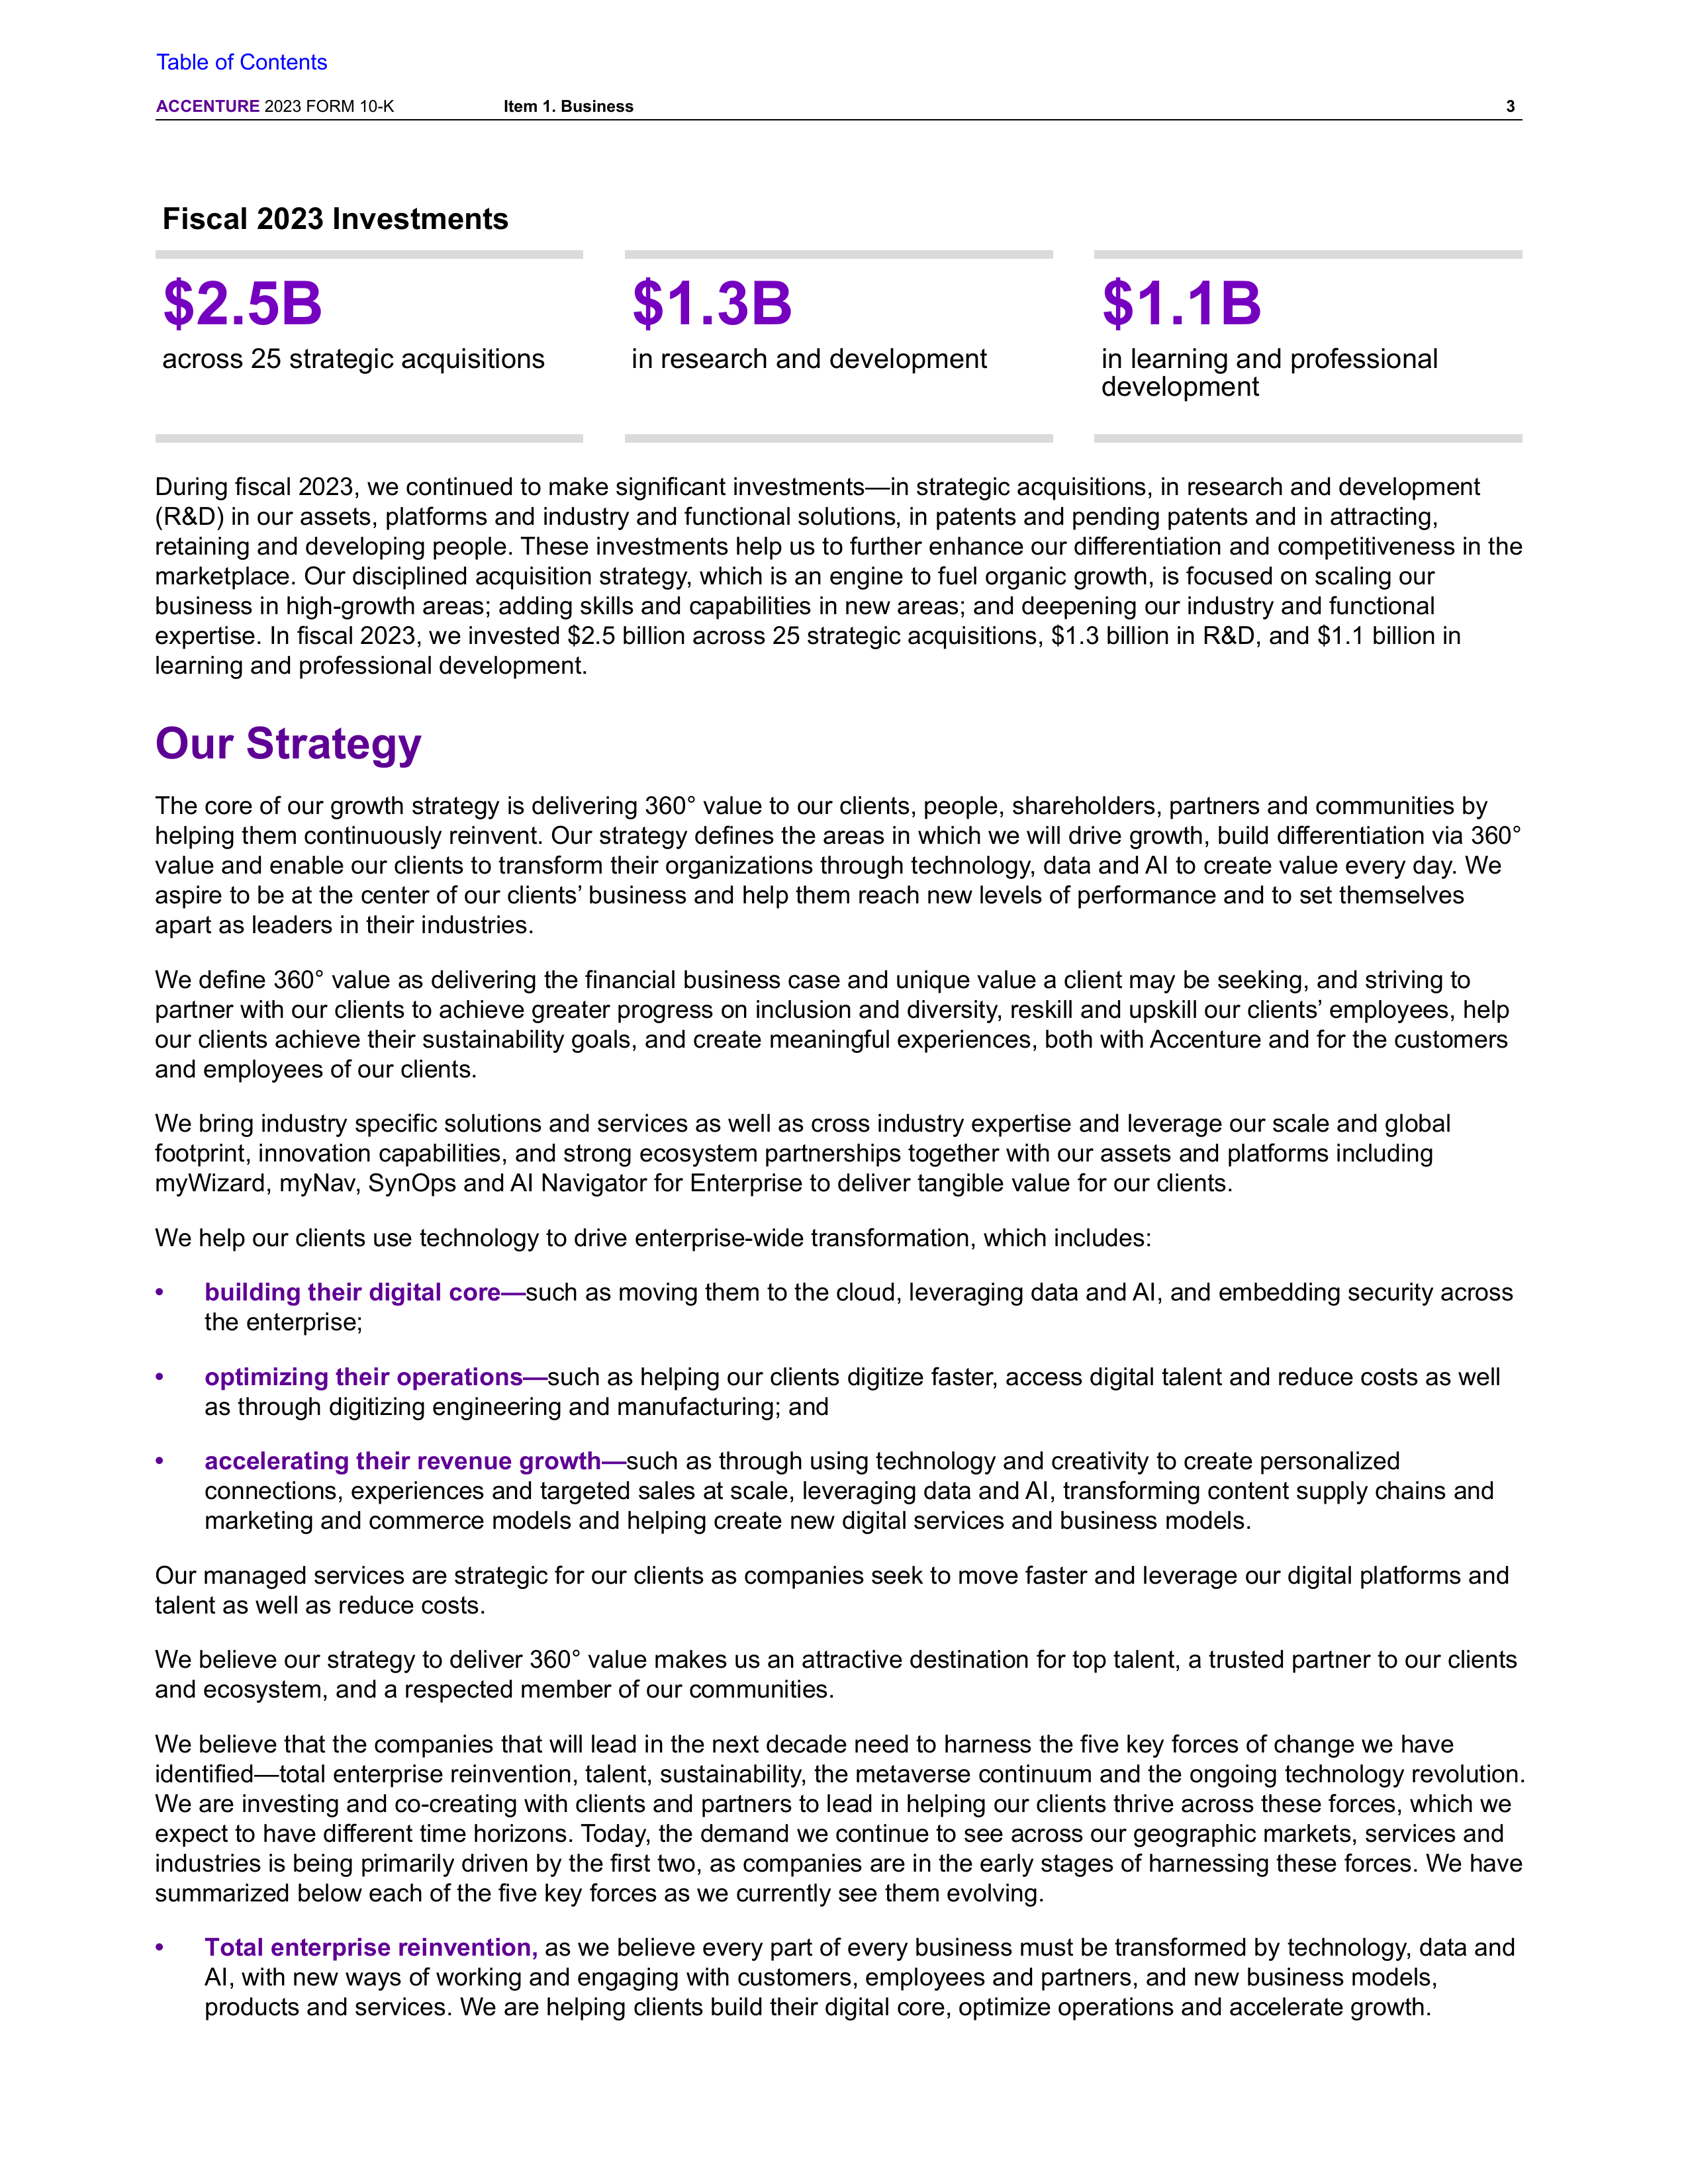 Table of Contents
ACCENTURE 2023 FORM 10-K Item 1. Business 3
Fiscal 2023 Investments
$2.5B $1.3B $1.1B
across 25 strategic acquisitions in research and development in learning and professional
development
During fiscal 2023, we continued to make significant investments—in strategic acquisitions, in research and development
(R&D) in our assets, platforms and industry and functional solutions, in patents and pending patents and in attracting,
retaining and developing people. These investments help us to further enhance our differentiation and competitiveness in the
marketplace. Our disciplined acquisition strategy, which is an engine to fuel organic growth, is focused on scaling our
business in high-growth areas; adding skills and capabilities in new areas; and deepening our industry and functional
expertise. In fiscal 2023, we invested $2.5 billion across 25 strategic acquisitions, $1.3 billion in R&D, and $1.1 billion in
learning and professional development.
Our Strategy
The core of our growth strategy is delivering 360° value to our clients, people, shareholders, partners and communities by
helping them continuously reinvent. Our strategy defines the areas in which we will drive growth, build differentiation via 360°
value and enable our clients to transform their organizations through technology, data and AI to create value every day. We
aspire to be at the center of our clients’ business and help them reach new levels of performance and to set themselves
apart as leaders in their industries.
We define 360° value as delivering the financial business case and unique value a client may be seeking, and striving to
partner with our clients to achieve greater progress on inclusion and diversity, reskill and upskill our clients’ employees, help
our clients achieve their sustainability goals, and create meaningful experiences, both with Accenture and for the customers
and employees of our clients.
We bring industry specific solutions and services as well as cross industry expertise and leverage our scale and global
footprint, innovation capabilities, and strong ecosystem partnerships together with our assets and platforms including
myWizard, myNav, SynOps and AI Navigator for Enterprise to deliver tangible value for our clients.
We help our clients use technology to drive enterprise-wide transformation, which includes:
• building their digital core—such as moving them to the cloud, leveraging data and AI, and embedding security across
the enterprise;
• optimizing their operations—such as helping our clients digitize faster, access digital talent and reduce costs as well
as through digitizing engineering and manufacturing; and
• accelerating their revenue growth—such as through using technology and creativity to create personalized
connections, experiences and targeted sales at scale, leveraging data and AI, transforming content supply chains and
marketing and commerce models and helping create new digital services and business models.
Our managed services are strategic for our clients as companies seek to move faster and leverage our digital platforms and
talent as well as reduce costs.
We believe our strategy to deliver 360° value makes us an attractive destination for top talent, a trusted partner to our clients
and ecosystem, and a respected member of our communities.
We believe that the companies that will lead in the next decade need to harness the five key forces of change we have
identified—total enterprise reinvention, talent, sustainability, the metaverse continuum and the ongoing technology revolution.
We are investing and co-creating with clients and partners to lead in helping our clients thrive across these forces, which we
expect to have different time horizons. Today, the demand we continue to see across our geographic markets, services and
industries is being primarily driven by the first two, as companies are in the early stages of harnessing these forces. We have
summarized below each of the five key forces as we currently see them evolving.
• Total enterprise reinvention, as we believe every part of every business must be transformed by technology, data and
AI, with new ways of working and engaging with customers, employees and partners, and new business models,
products and services. We are helping clients build their digital core, optimize operations and accelerate growth.